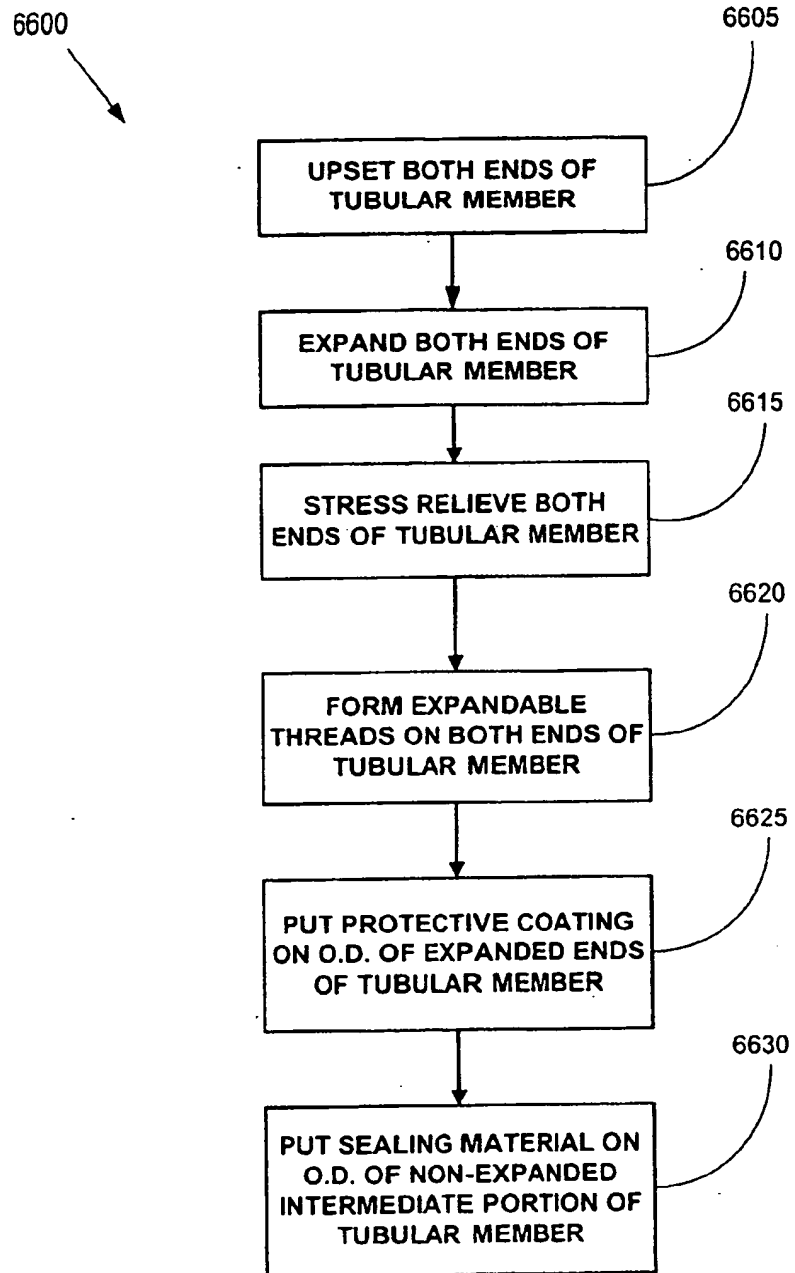 6600
6605
UPSET BOTH ENDS OF
TUBULAR MEMBER
6610
EXPAND BOTH ENDS OF
TUBULAR MEMBER
6615
STRESS RELIEVE BOTH
ENDS OF TUBULAR MEMBER
6620
FORM EXPANDABLE
THREADS ON BOTH ENDS OF
TUBULAR MEMBER
6625
PUT PROTECTIVE COATING
ON O.D. OF EXPANDED ENDS
OF TUBULAR MEMBER
6630
PUT SEALING MATERIAL ON
O.D. OF NON-EXPANDED
INTERMEDIATE PORTION OF
TUBULAR MEMBER